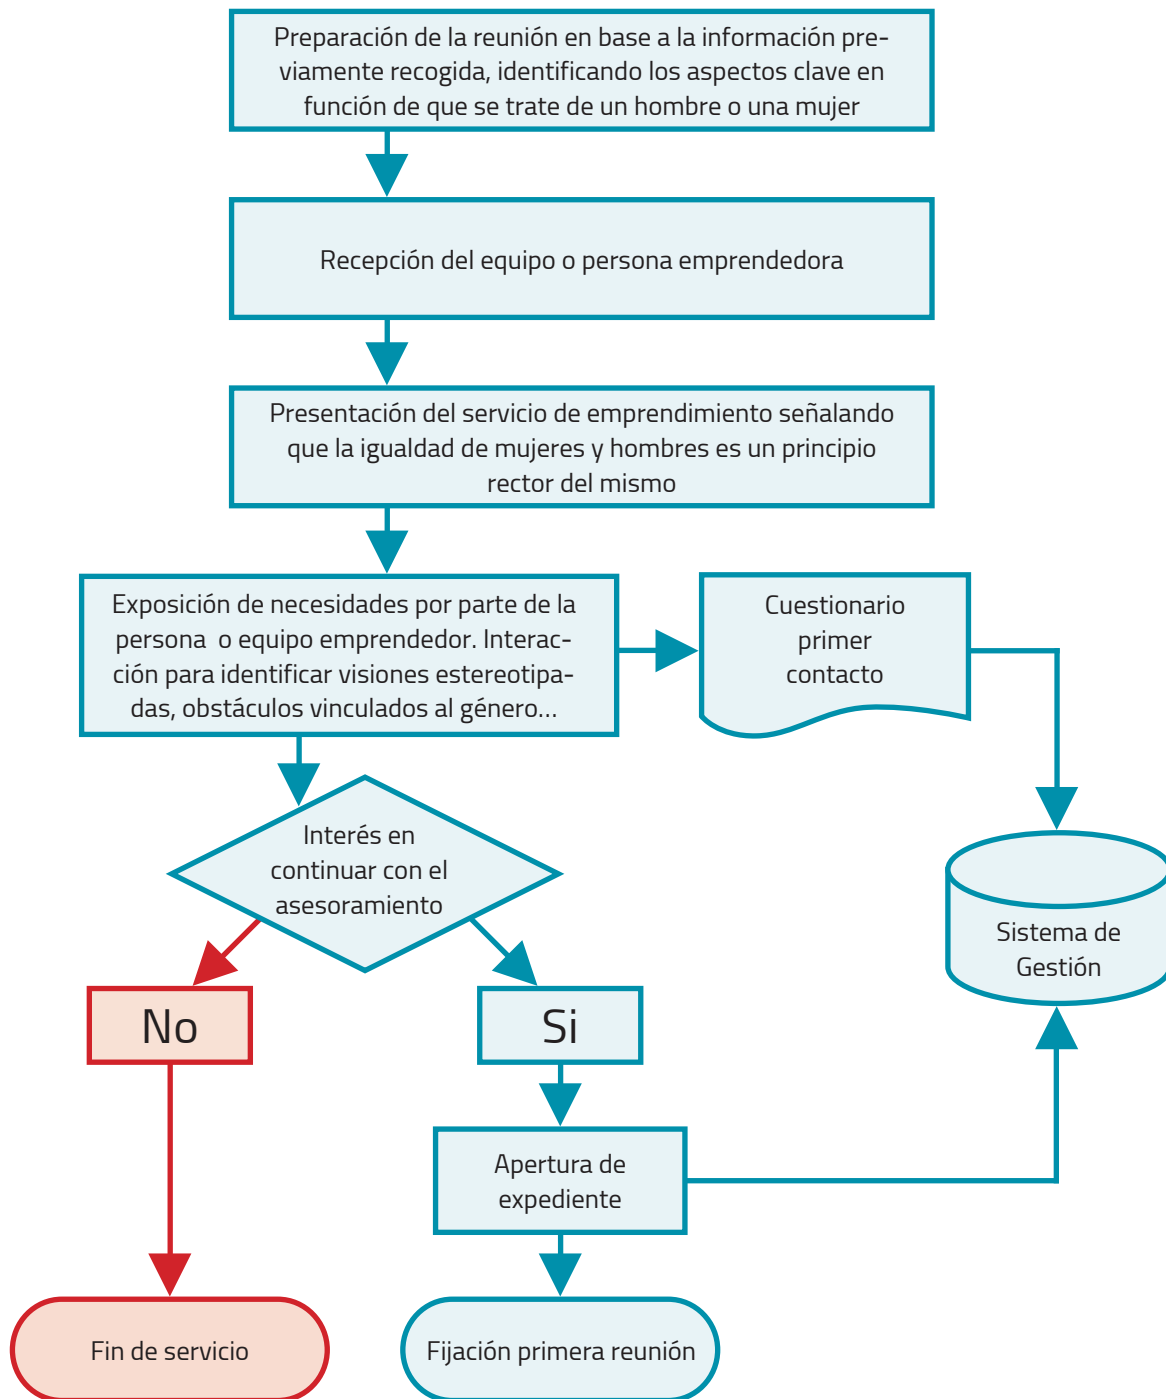 Preparación de la reunión en base a la información pre-
viamente recogida, identificando los aspectos clave en
función de que se trate de un hombre o una mujer
Recepción del equipo o persona emprendedora
Presentación del servicio de emprendimiento señalando
que la igualdad de mujeres y hombres es un principio
rector del mismo
Exposición de necesidades por parte de la
persona o equipo emprendedor. Interac-
ción para identificar visiones estereotipa-
das, obstáculos vinculados al género...
Cuestionario
primer
contacto
Interés en
continuar con el
asesoramiento
Sistema de
Gestión
No
Si
Apertura de
expediente
Fin de servicio
Fijación primera reunión